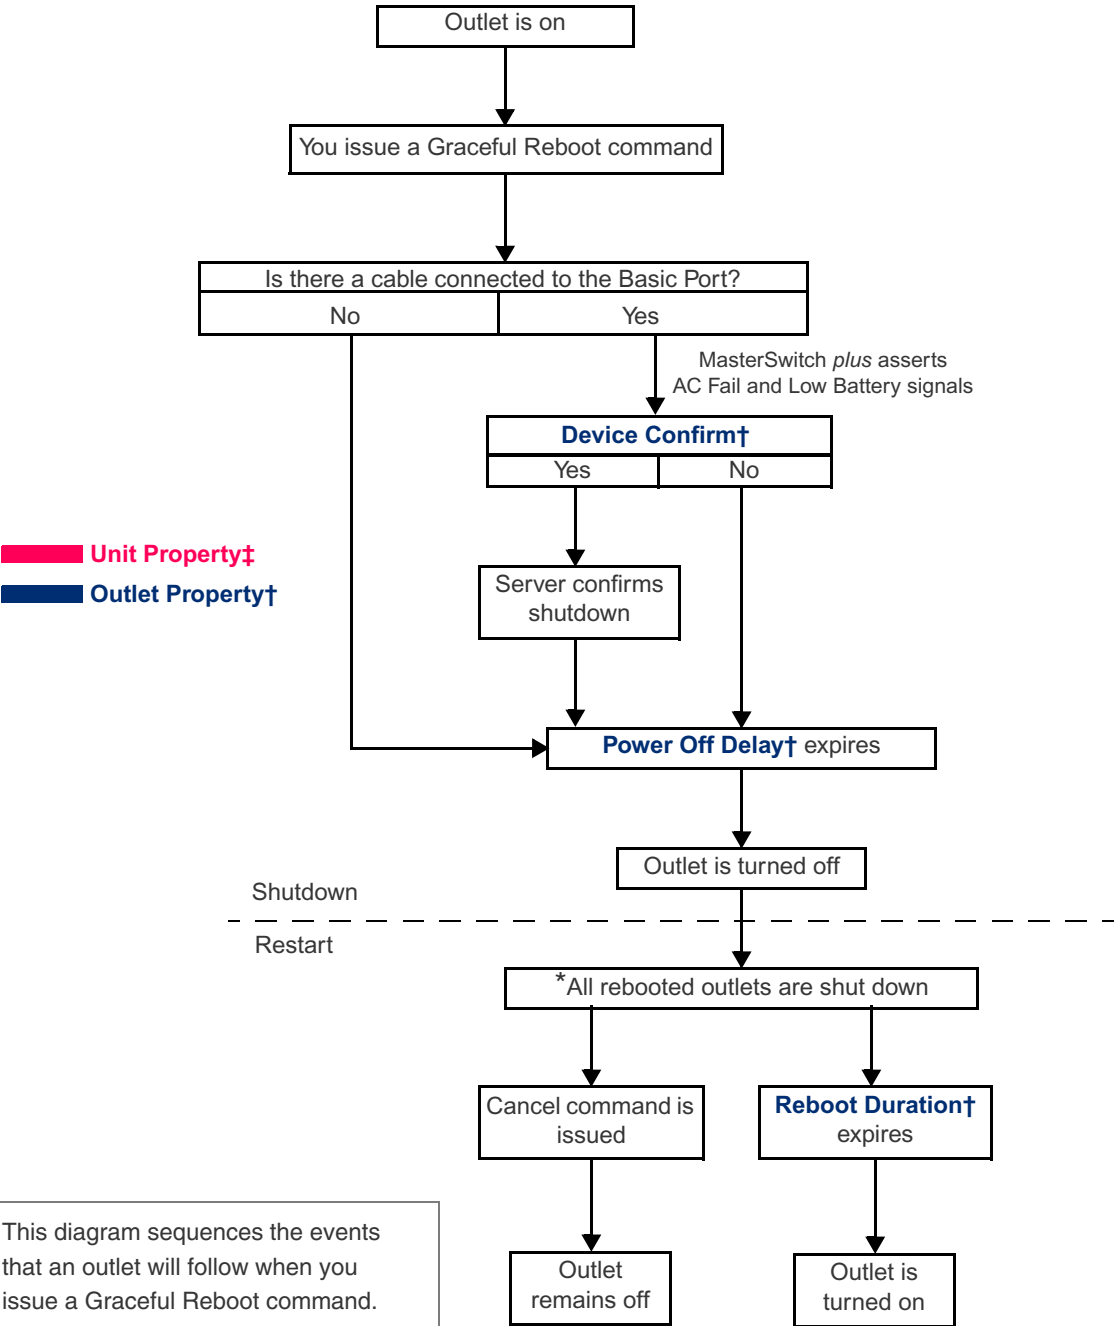 Outlet is on
You issue a Graceful Reboot command
Is there a cable connected to the Basic Port?
No
Yes
MasterSwitch plus asserts
AC Fail and Low Battery signals
Device Confirm†
Yes
No
Unit Property‡
Outlet Property†
Server confirms
shutdown
Power Off Delay† expires
Outlet is turned off
Shutdown
Restart
*All rebooted outlets are shut down
Cancel command is
issued
Reboot Duration†
expires
Outlet
remains off
Outlet is
turned on
This diagram sequences the events
that an outlet will follow when you
issue a Graceful Reboot command.